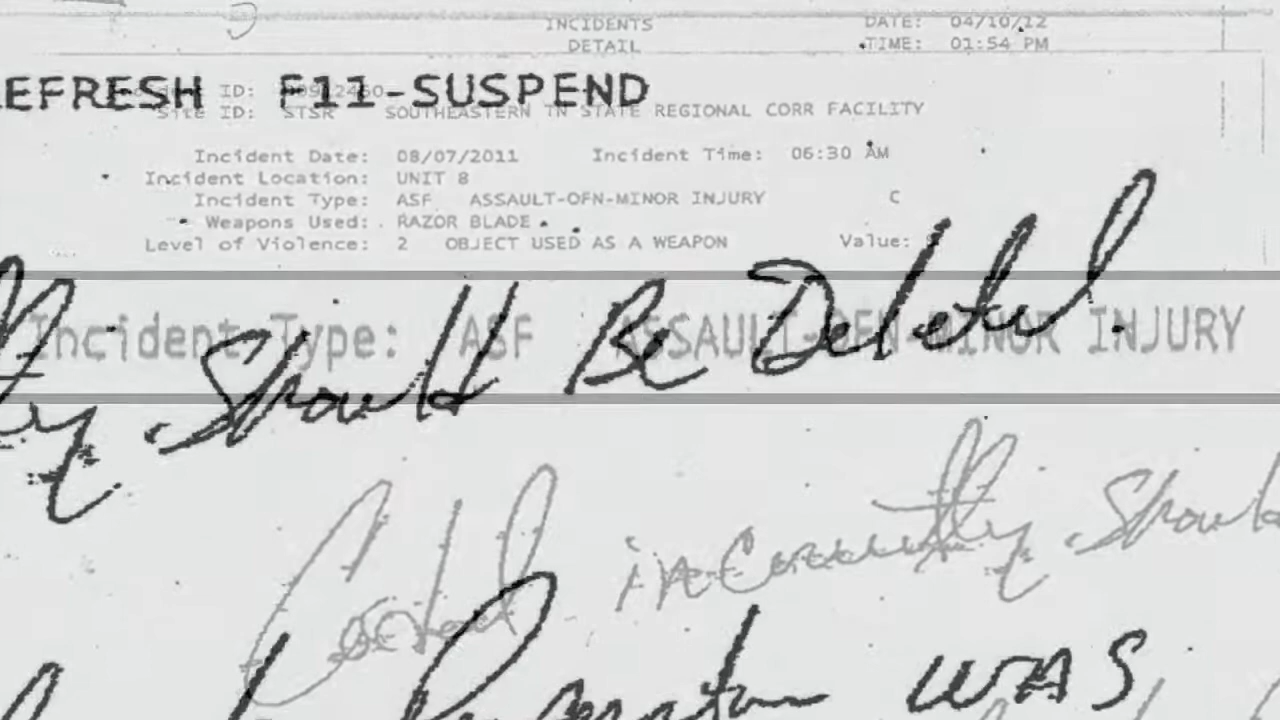 INCIDENTS DATE: 04/10/12
DETAIL TIME: 01:54 PM
EFRESH F11-SUSPEND
ID:
Site ID: STSR SOUTHEASTERN TN STATE REGIONAL CORR FACILITY
Incident Date: 08/07/2011 Incident Time: 06:30 AM
Incident Location: UNIT 8
Incident Type: ASF ASSAULT-OFN-MINOR INJURY C
Weapons Used: RAZOR BLADE
Level of Violence: 2 OBJECT USED AS A WEAPON Value:
Should Be Deleted.
Incident Type: ASF ASSAULT-OFN-MINOR INJURY
Coded incorrectly Should
WAS